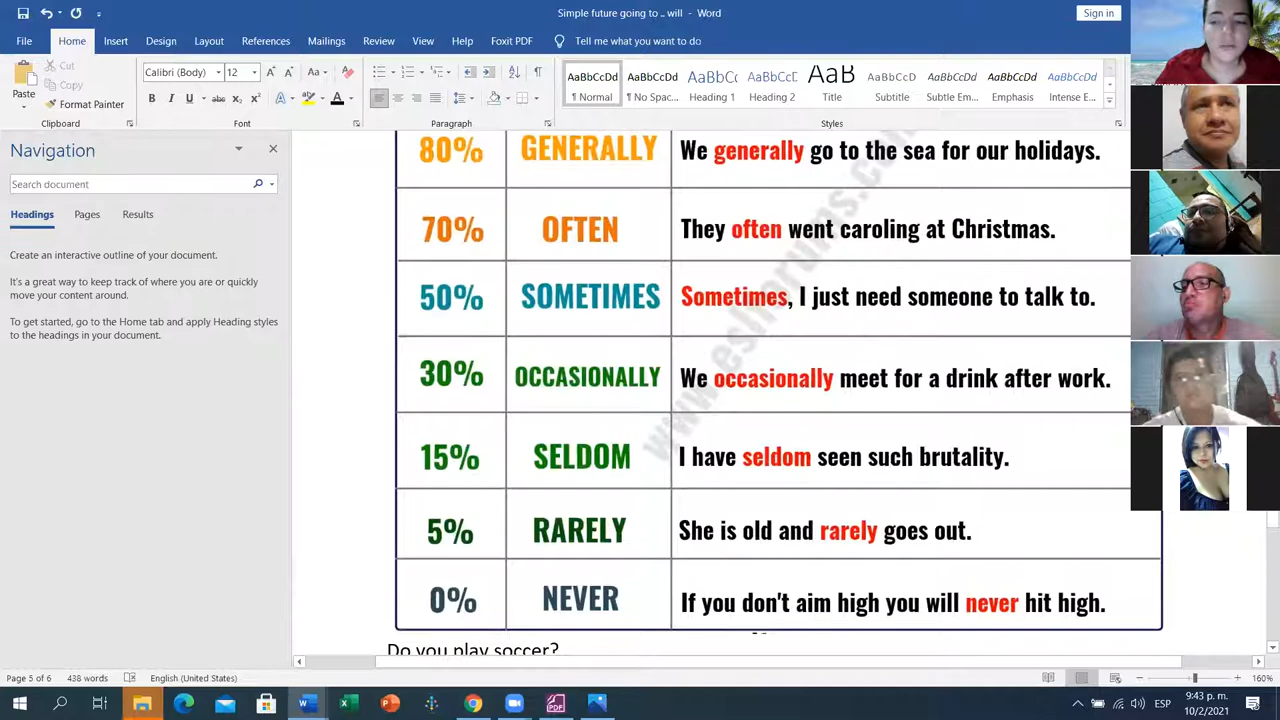 Simple future going to .. will - Word
Sign in
File Home Insert Design Layout References Mailings Review View Help Foxit PDF Tell me what you want to do
Paste
Cut
Copy
Format Painter
Clipboard
Calibri (Body) 12
Font
Paragraph
AaBbCcDd AaBbCcDd AaBbCc AaBbCcD AaB AaBbCcD AaBbCcDd AaBbCcDd AaBbCcDd
¶ Normal ¶ No Spac... Heading 1 Heading 2 Title Subtitle Subtle Em... Emphasis Intense E...
Styles
Navigation
Search document
Headings Pages Results
Create an interactive outline of your document.
It's a great way to keep track of where you are or quickly
move your content around.
To get started, go to the Home tab and apply Heading styles
to the headings in your document.
80% GENERALLY We generally go to the sea for our holidays.
70% OFTEN They often went caroling at Christmas.
50% SOMETIMES Sometimes, I just need someone to talk to.
30% OCCASIONALLY We occasionally meet for a drink after work.
15% SELDOM I have seldom seen such brutality.
5% RARELY She is old and rarely goes out.
0% NEVER If you don't aim high you will never hit high.
www.eslforums.com
Do you play soccer?
Page 5 of 6 438 words English (United States) 160%
ESP
9:43 p. m.
10/2/2021